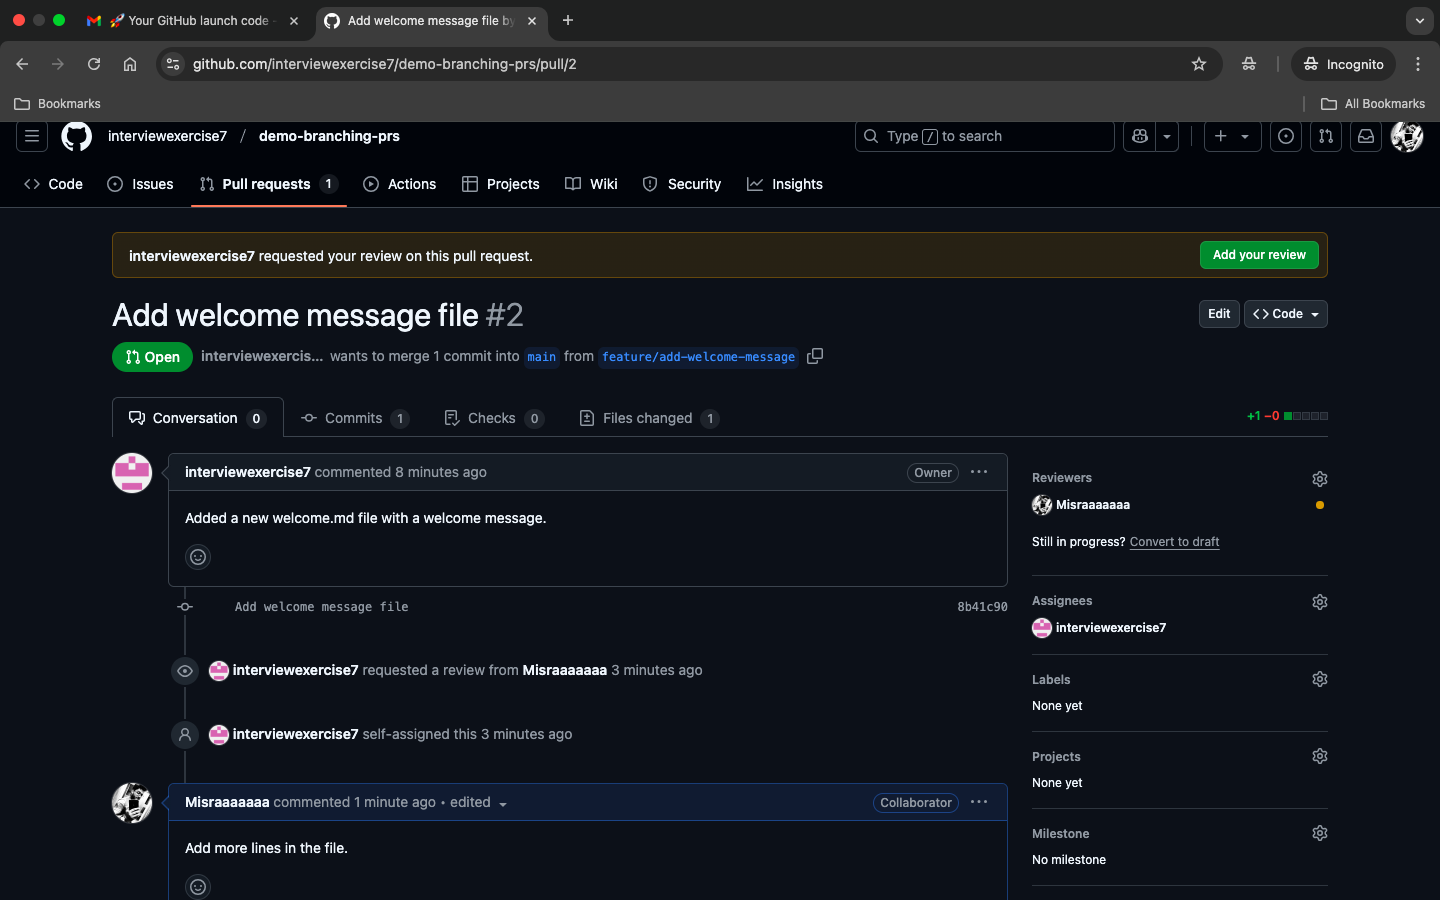 🚀 Your GitHub launch code
Add welcome message file by
github.com/interviewexercise7/demo-branching-prs/pull/2
Incognito
Bookmarks
All Bookmarks
interviewexercise7 / demo-branching-prs
Type / to search
Code
Issues
Pull requests 1
Actions
Projects
Wiki
Security
Insights
interviewexercise7 requested your review on this pull request.
Add your review
Add welcome message file #2
Edit
<> Code
Open
interviewexercis... wants to merge 1 commit into main from feature/add-welcome-message
Conversation 0
Commits 1
Checks 0
Files changed 1
+1 −0
interviewexercise7 commented 8 minutes ago
Owner
Added a new welcome.md file with a welcome message.
Add welcome message file
8b41c90
interviewexercise7 requested a review from Misraaaaaaa 3 minutes ago
interviewexercise7 self-assigned this 3 minutes ago
Misraaaaaaa commented 1 minute ago • edited
Collaborator
Add more lines in the file.
Reviewers
Misraaaaaaa
Still in progress? Convert to draft
Assignees
interviewexercise7
Labels
None yet
Projects
None yet
Milestone
No milestone